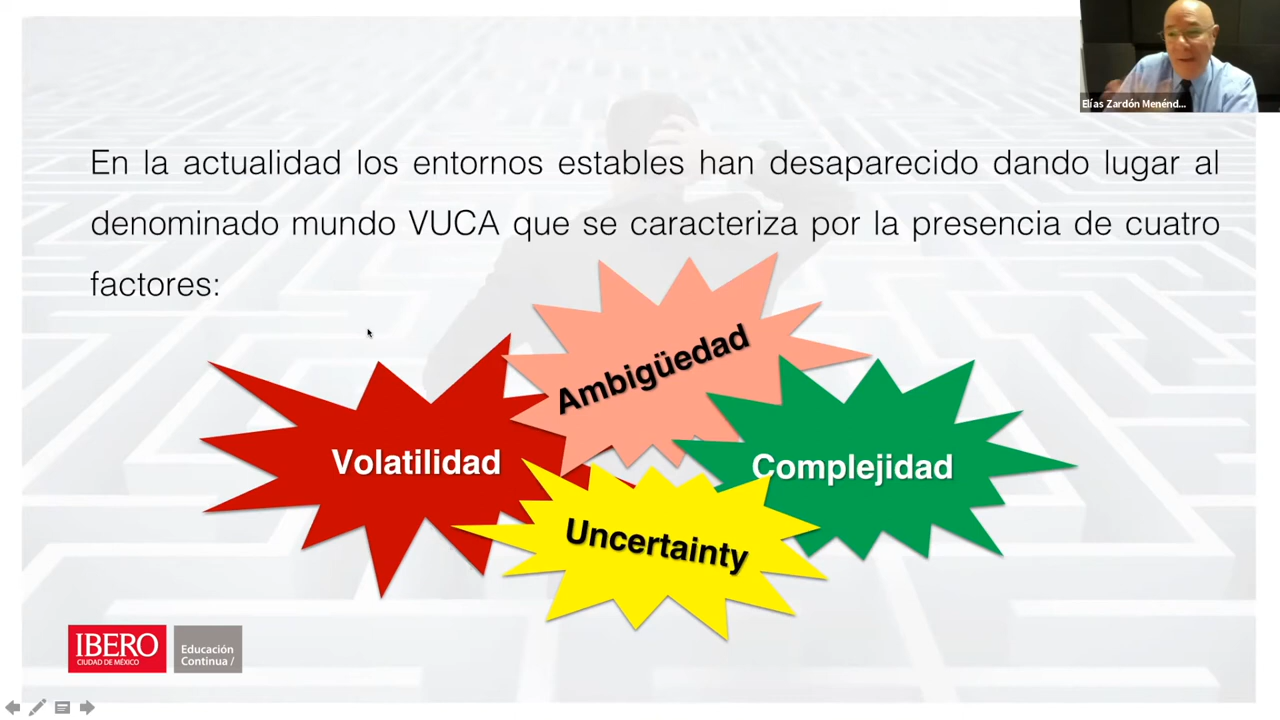 Elías Zardón Menénd...
En la actualidad los entornos estables han desaparecido dando lugar al
denominado mundo VUCA que se caracteriza por la presencia de cuatro
factores:
Ambigüedad
Volatilidad
Complejidad
Uncertainty
IBERO
CIUDAD DE MÉXICO
Educación
Continua /